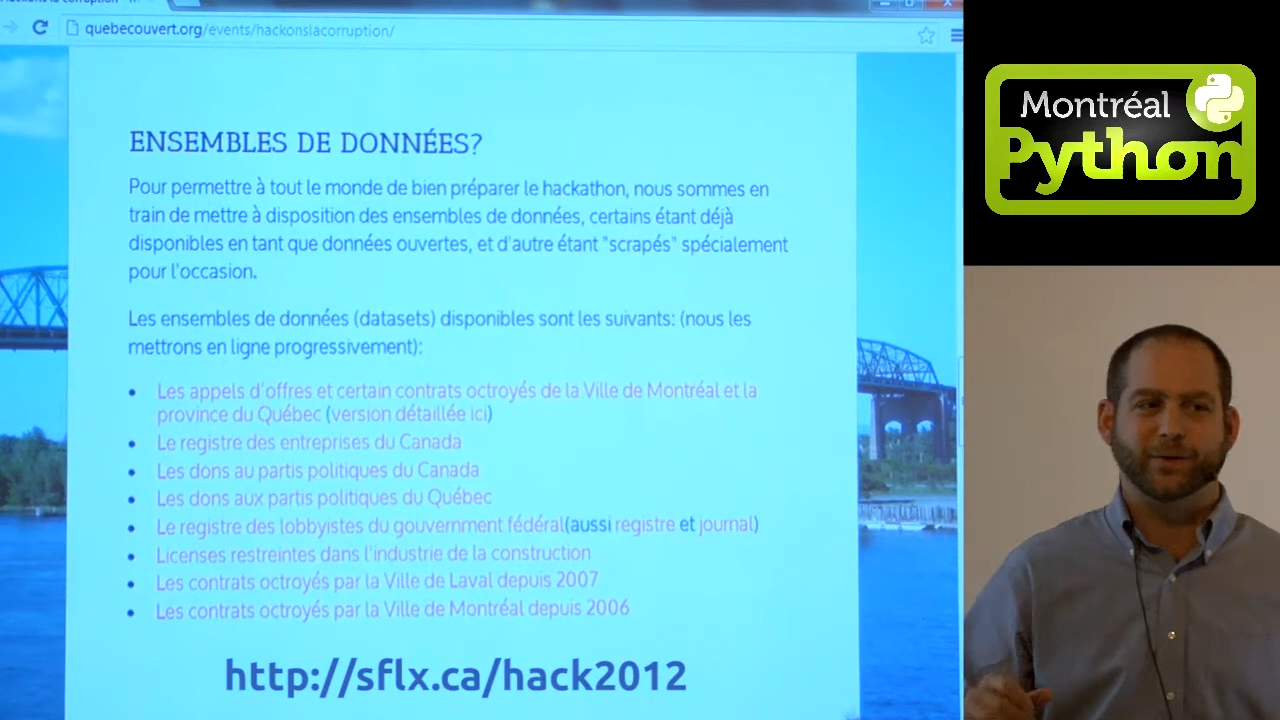 quebecouvert.org/events/hackonslacorruption/
ENSEMBLES DE DONNÉES?
Pour permettre à tout le monde de bien préparer le hackathon, nous sommes en
train de mettre à disposition des ensembles de données, certains étant déjà
disponibles en tant que données ouvertes, et d'autre étant "scrapés" spécialement
pour l'occasion.
Les ensembles de données (datasets) disponibles sont les suivants: (nous les
mettrons en ligne progressivement):
• Les appels d'offres et certain contrats octroyés de la Ville de Montréal et la
province du Québec (version détaillée ici)
• Le registre des entreprises du Canada
• Les dons au partis politiques du Canada
• Les dons aux partis politiques du Québec
• Le registre des lobbyistes du gouvernment fédéral(aussi registre et journal)
• Licenses restreintes dans l'industrie de la construction
• Les contrats octroyés par la Ville de Laval depuis 2007
• Les contrats octroyés par la Ville de Montréal depuis 2006
http://sflx.ca/hack2012
Montréal
Python